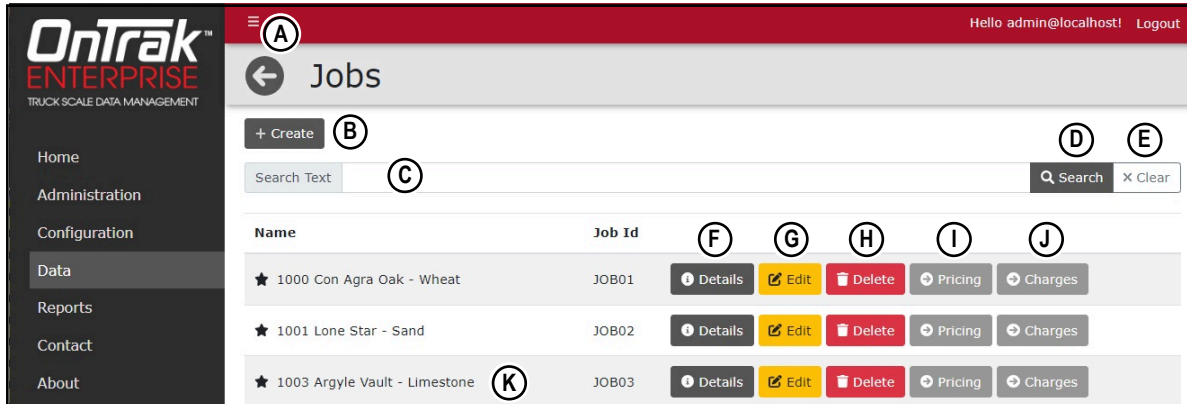 OnTrak™
ENTERPRISE
TRUCK SCALE DATA MANAGEMENT
Home
Administration
Configuration
Data
Reports
Contact
About
A
Hello admin@localhost! Logout
Jobs
+ Create B
D E
Search Text C Search × Clear
Name Job Id F G H I J
1000 Con Agra Oak - Wheat JOB01 Details Edit Delete Pricing Charges
1001 Lone Star - Sand JOB02 Details Edit Delete Pricing Charges
1003 Argyle Vault - Limestone K JOB03 Details Edit Delete Pricing Charges